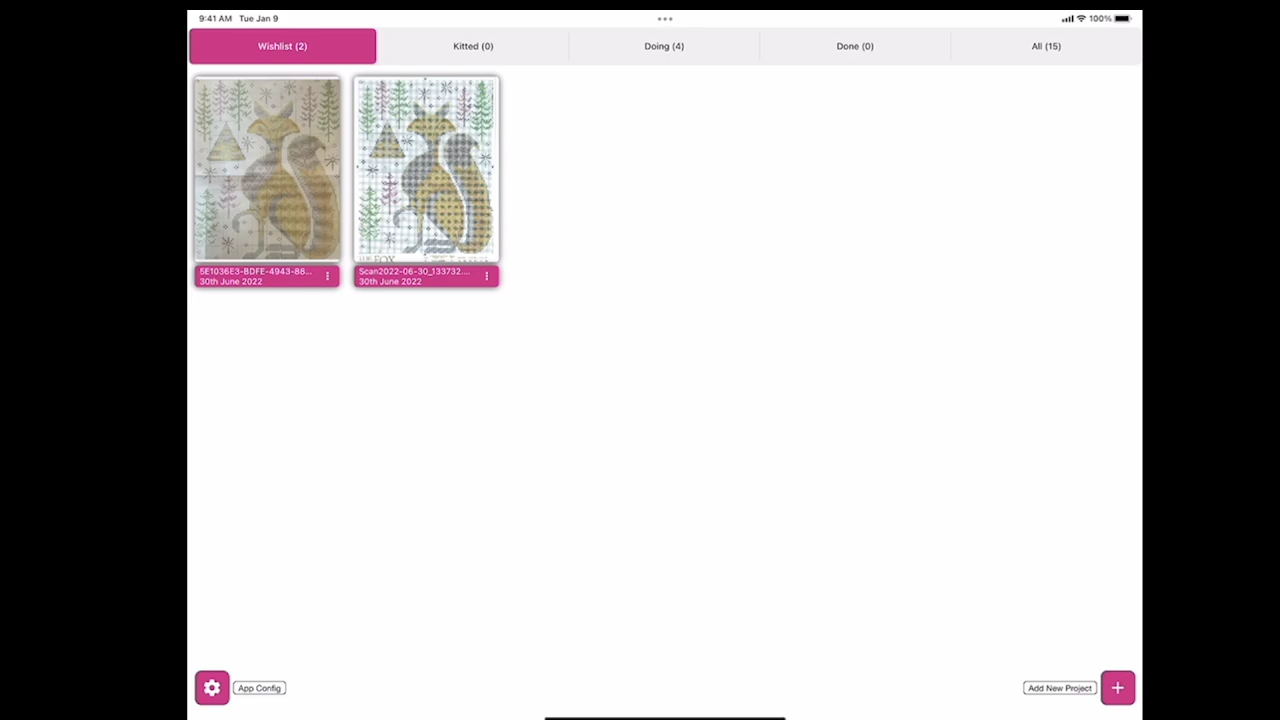 9:41 AM Tue Jan 9
100%
Wishlist (2)
Kitted (0)
Doing (4)
Done (0)
All (15)
FOX
5E1036E3-BDFE-4943-88...
30th June 2022
Scan2022-06-30_133732....
30th June 2022
App Config
Add New Project